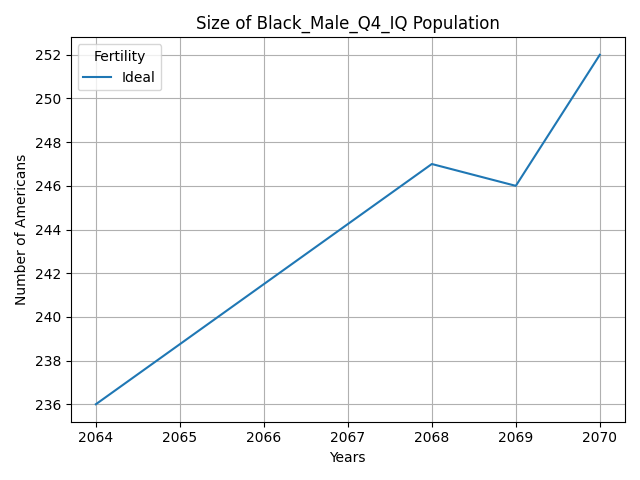 Size of Black_Male_Q4_IQ Population
Fertility
Ideal
Number of Americans
252
250
248
246
244
242
240
238
236
2064 2065 2066 2067 2068 2069 2070
Years